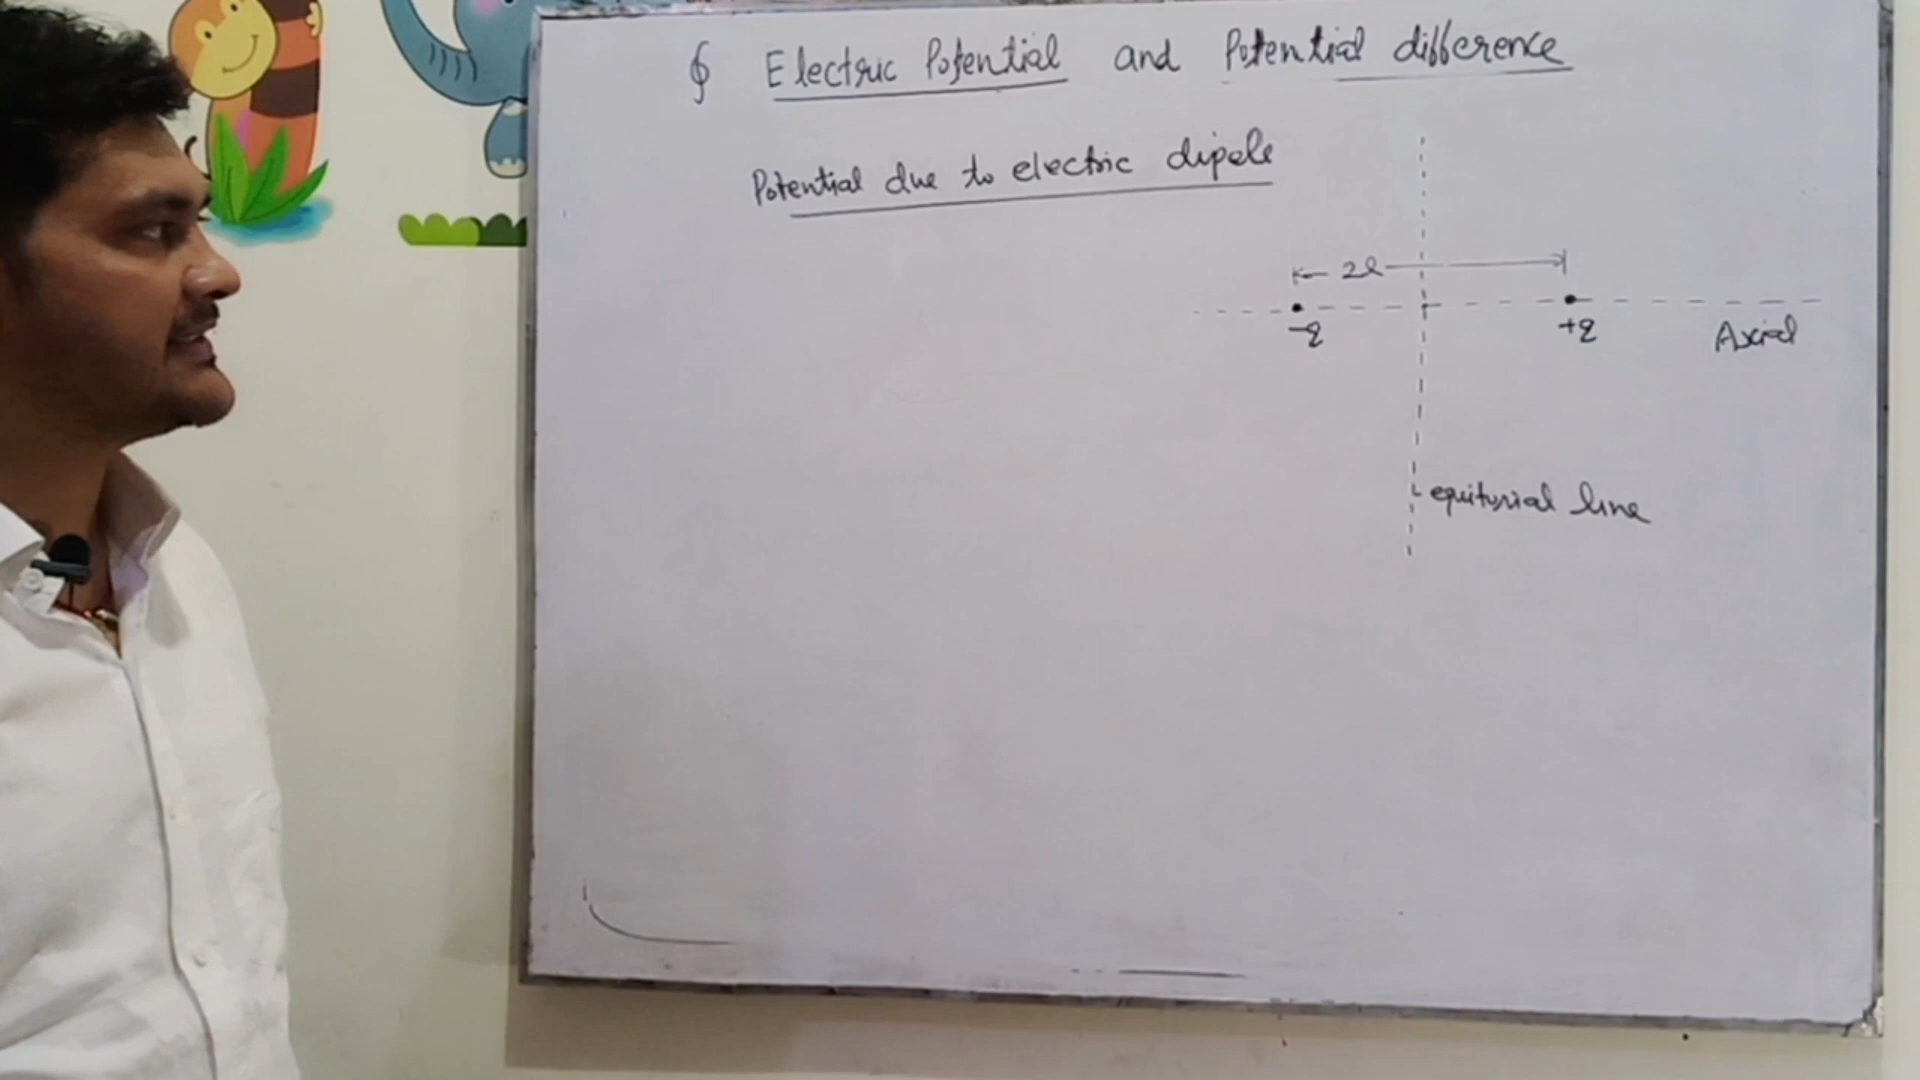 § Electric Potential and Potential difference
Potential due to electric dipole
2l
-q
+q
Axial
equitorial line